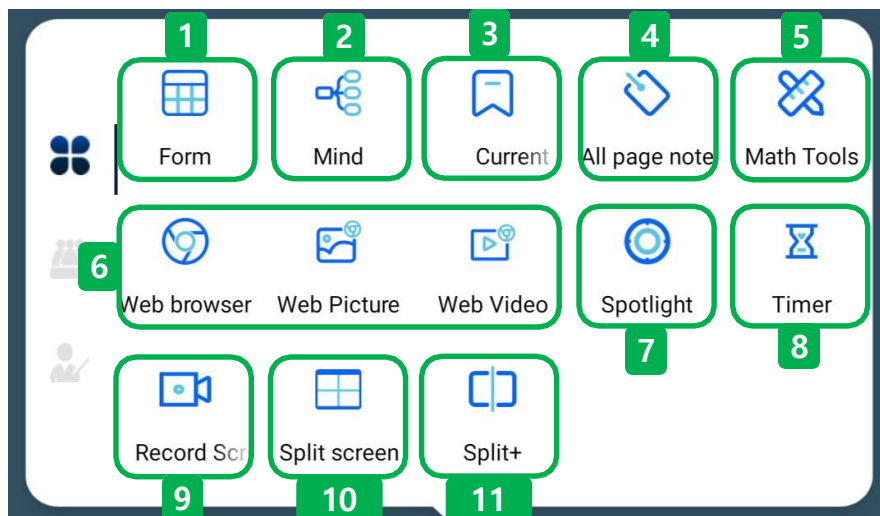 1 2 3 4 5
Form Mind Current All page note Math Tools
6
Web browser Web Picture Web Video Spotlight Timer
7 8
Record Scr Split screen Split+
9 10 11